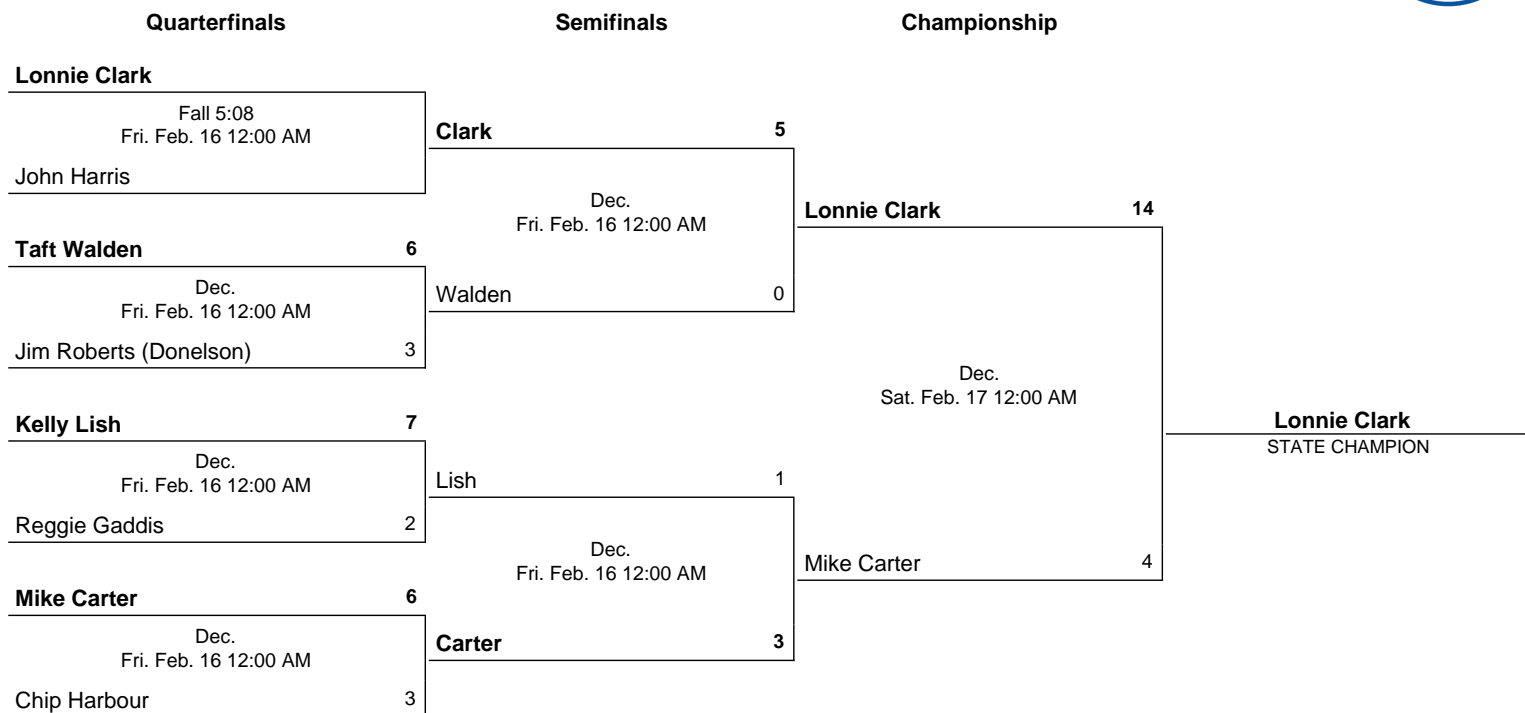 Quarterfinals
Semifinals
Championship
Lonnie Clark
Fall 5:08
Fri. Feb. 16 12:00 AM
John Harris
Taft Walden 6
Dec.
Fri. Feb. 16 12:00 AM
Jim Roberts (Donelson) 3
Kelly Lish 7
Dec.
Fri. Feb. 16 12:00 AM
Reggie Gaddis 2
Mike Carter 6
Dec.
Fri. Feb. 16 12:00 AM
Chip Harbour 3
Clark 5
Dec.
Fri. Feb. 16 12:00 AM
Walden 0
Lish 1
Dec.
Fri. Feb. 16 12:00 AM
Carter 3
Lonnie Clark 14
Dec.
Sat. Feb. 17 12:00 AM
Mike Carter 4
Lonnie Clark
STATE CHAMPION